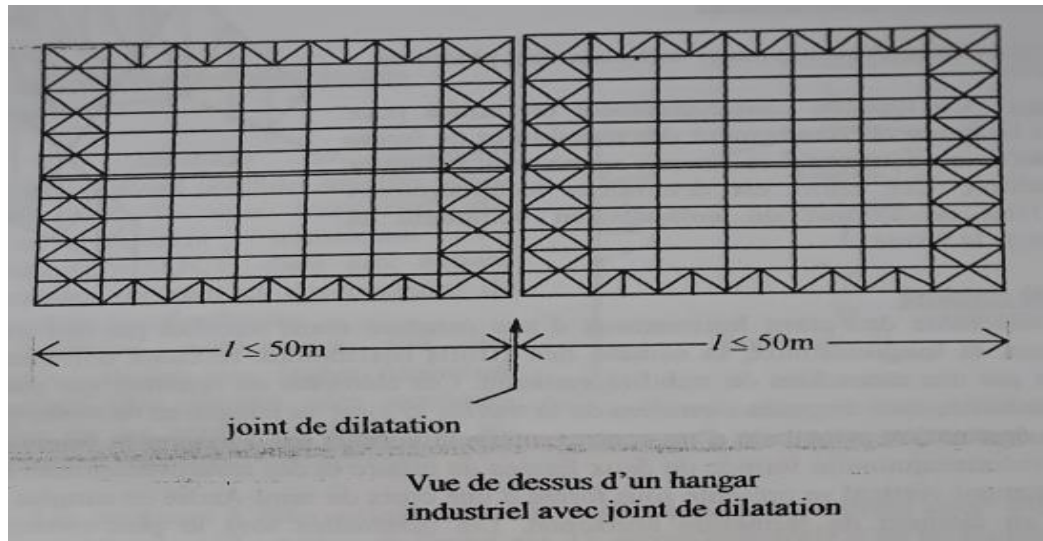 l ≤ 50m
l ≤ 50m
joint de dilatation
Vue de dessus d'un hangar
industriel avec joint de dilatation